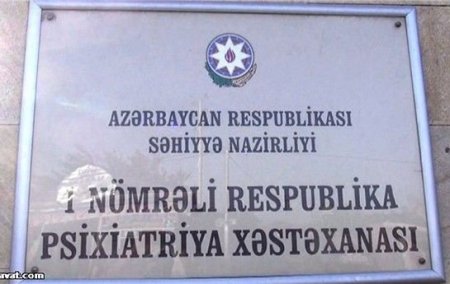 AZƏRBAYCAN RESPUBLİKASI
SƏHİYYƏ NAZİRLİYİ
1 NÖMRƏLİ RESPUBLİKA
PSİXİATRİYA XƏSTƏXANASI